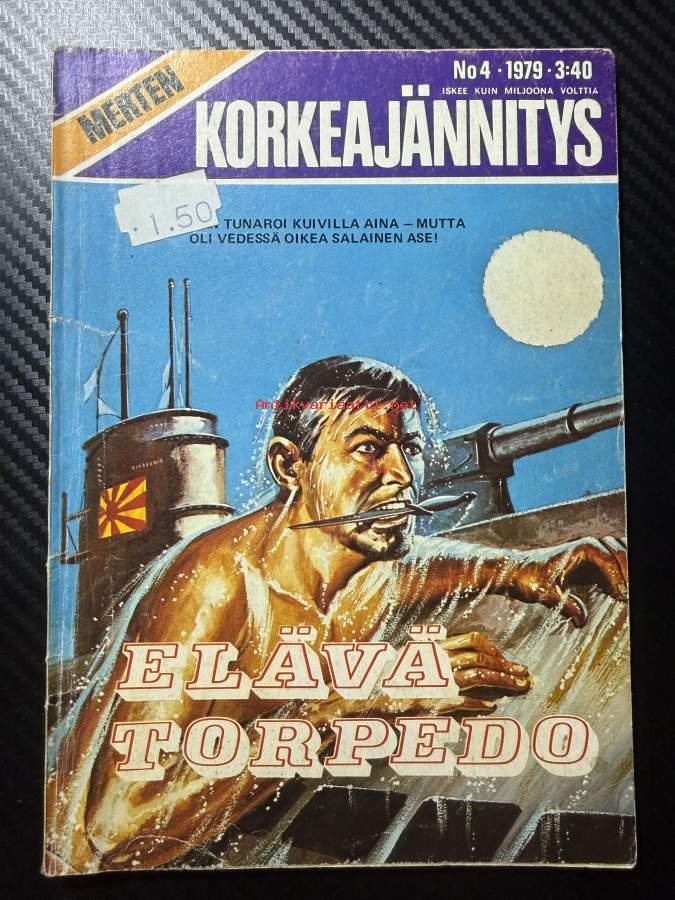 No 4 · 1979 · 3:40
MERTEN
ISKEE KUIN MILJOONA VOLTTIA
KORKEAJÄNNITYS
.1.50
TUNAROI KUIVILLA AINA – MUTTA
OLI VEDESSÄ OIKEA SALAINEN ASE!
Antikvariaatti.net
ELÄVÄ
TORPEDO